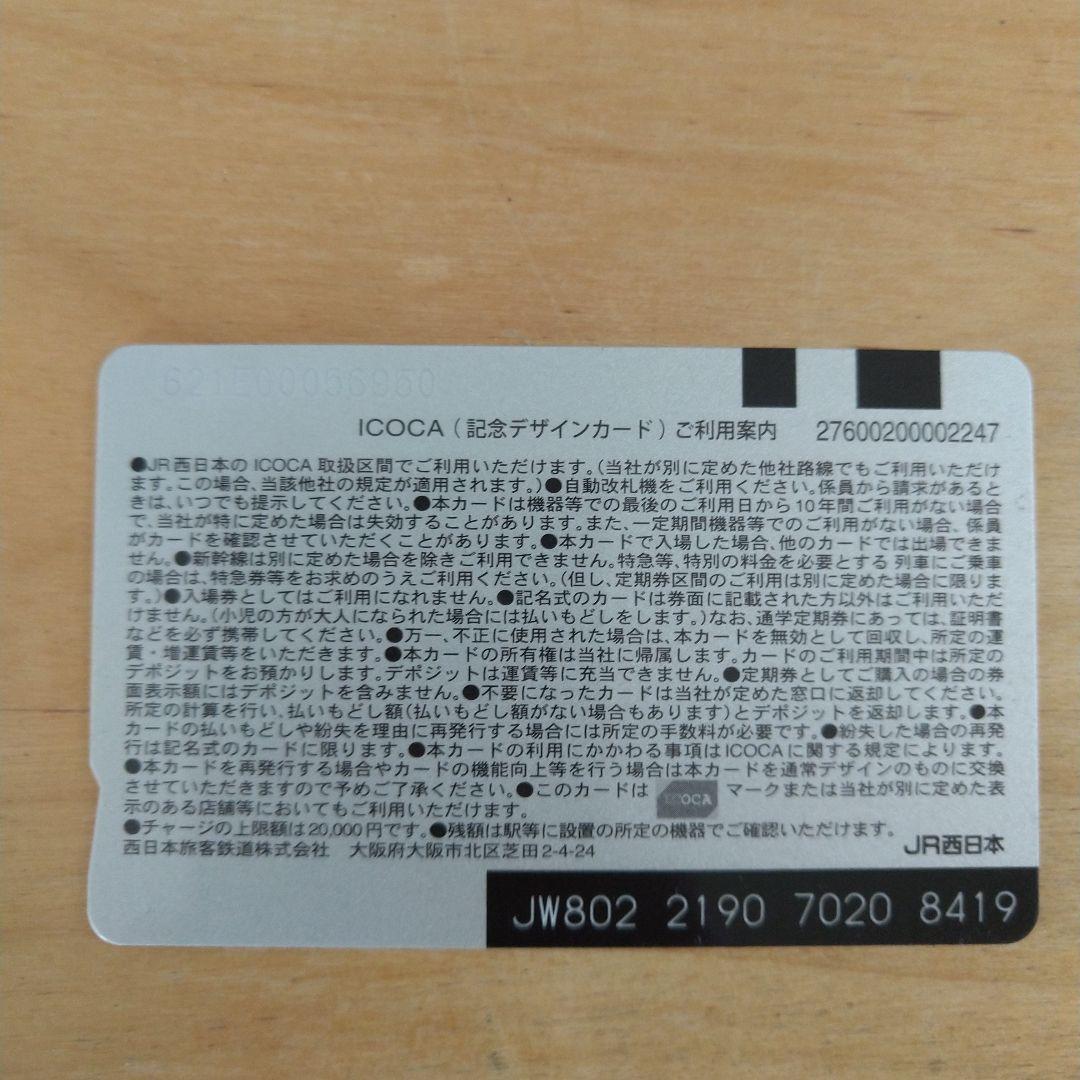 621E00056950
ICOCA（記念デザインカード）ご利用案内 27600200002247
●JR西日本のICOCA取扱区間でご利用いただけます。（当社が別に定めた他社路線でもご利用いただけ
ます。この場合、当該他社の規定が適用されます。）●自動改札機をご利用ください。係員から請求があると
きは、いつでも提示してください。●本カードは機器等での最後のご利用日から10年間ご利用がない場合
で、当社が特に定めた場合は失効することがあります。また、一定期間機器等でのご利用がない場合、係員
がカードを確認させていただくことがあります。●本カードで入場した場合、他のカードでは出場できま
せん。●新幹線は別に定めた場合を除きご利用できません。特急等、特別の料金を必要とする列車にご乗車
の場合は、特急券等をお求めのうえご利用ください。（但し、定期券区間のご利用は別に定めた場合に限りま
す。）●入場券としてはご利用になれません。●記名式のカードは券面に記載された方以外はご利用いただ
けません。（小児の方が大人になられた場合には払いもどしをします。）なお、通学定期券にあっては、証明書
などを必ず携帯してください。●万一、不正に使用された場合は、本カードを無効として回収し、所定の運
賃・増運賃等をいただきます。●本カードの所有権は当社に帰属します。カードのご利用期間中は所定の
デポジットをお預かりします。デポジットは運賃等に充当できません。●定期券としてご購入の場合の券
面表示額にはデポジットを含みません。●不要になったカードは当社が定めた窓口に返却してください。
所定の計算を行い、払いもどし額（払いもどし額がない場合もあります）とデポジットを返却します。●本
カードの払いもどしや紛失を理由に再発行する場合には所定の手数料が必要です。●紛失した場合の再発
行は記名式のカードに限ります。●本カードの利用にかかわる事項はICOCAに関する規定によります。
●本カードを再発行する場合やカードの機能向上等を行う場合は本カードを通常デザインのものに交換
させていただきますので予めご了承ください。●このカードは ICOCA マークまたは当社が別に定めた表
示のある店舗等においてもご利用いただけます。
●チャージの上限額は20,000円です。●残額は駅等に設置の所定の機器でご確認いただけます。
西日本旅客鉄道株式会社 大阪府大阪市北区芝田2-4-24 JR西日本
JW802 2190 7020 8419